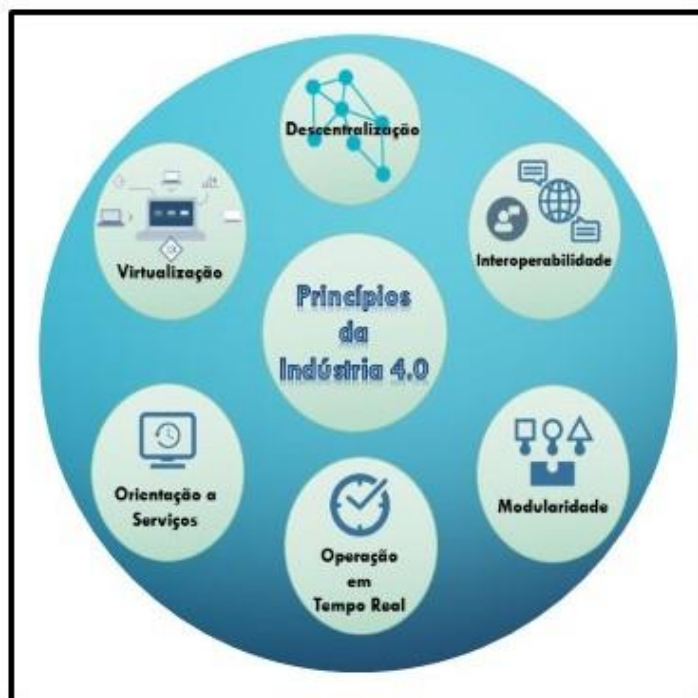 Descentralização
Virtualização
Interoperabilidade
Princípios
da
Indústria 4.0
Orientação a
Serviços
Modularidade
Operação
em
Tempo Real